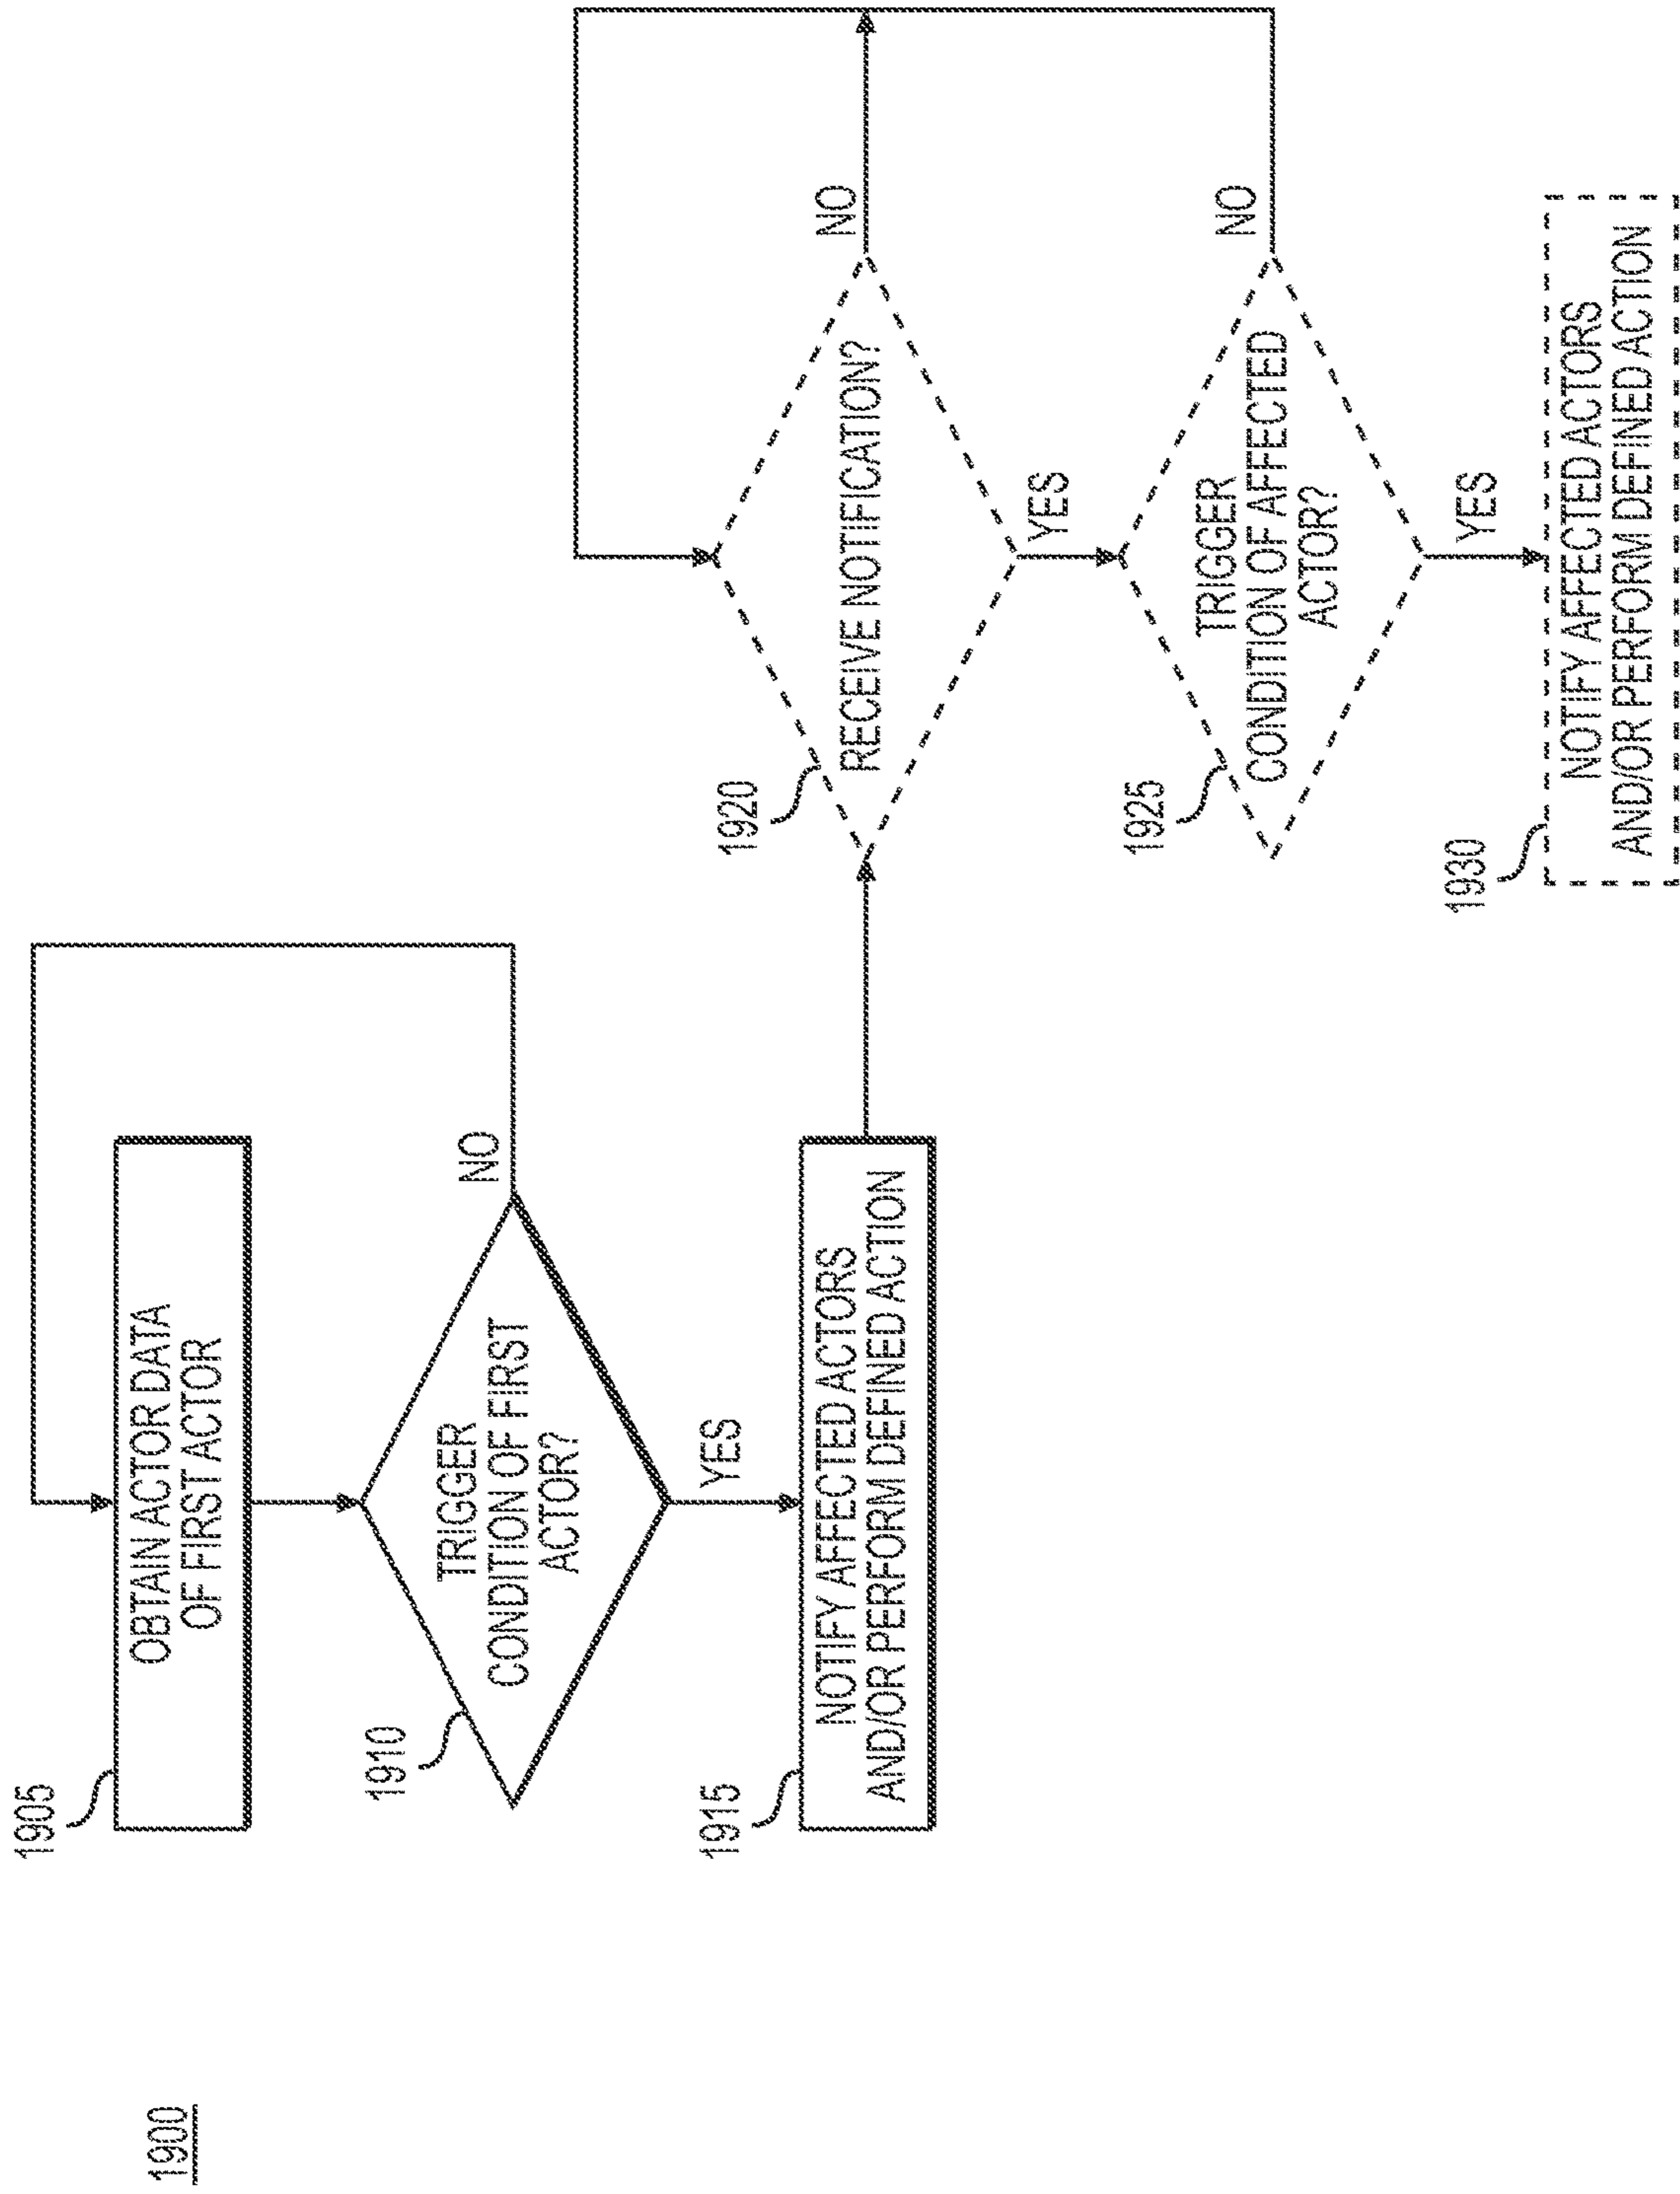 1900
1905
OBTAIN ACTOR DATA
OF FIRST ACTOR
1910
TRIGGER
CONDITION OF FIRST
ACTOR?
NO
YES
1915
NOTIFY AFFECTED ACTORS
AND/OR PERFORM DEFINED ACTION
1920
RECEIVE NOTIFICATION?
NO
YES
1925
TRIGGER
CONDITION OF AFFECTED
ACTOR?
NO
YES
1930
NOTIFY AFFECTED ACTORS
AND/OR PERFORM DEFINED ACTION